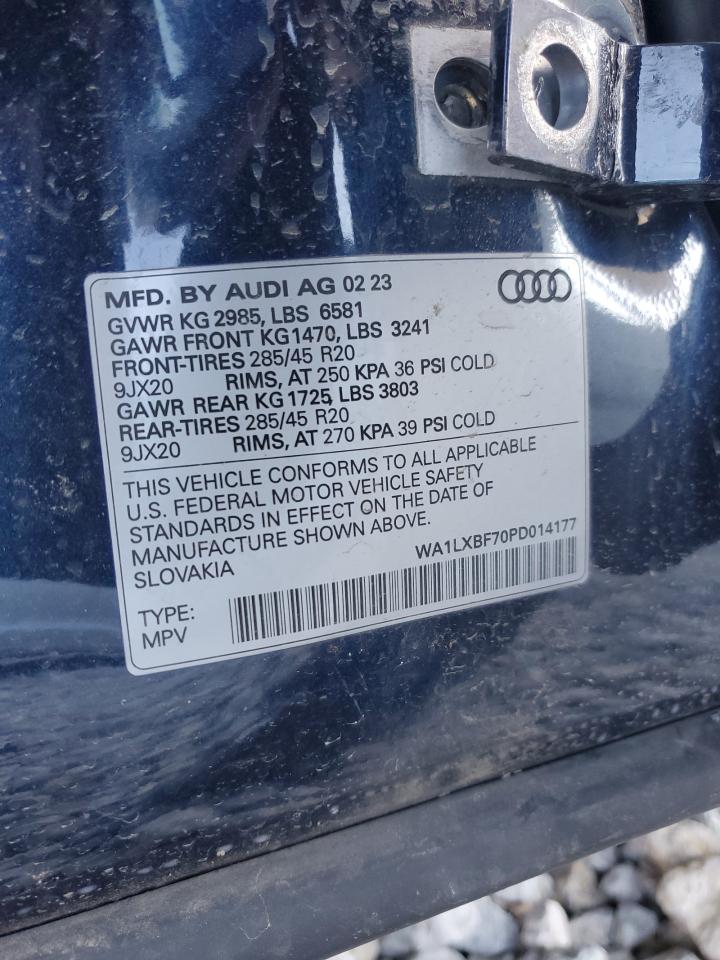 MFD. BY AUDI AG 02 23
GVWR KG 2985, LBS 6581
GAWR FRONT KG 1470, LBS 3241
FRONT-TIRES 285/45 R20
9JX20 RIMS, AT 250 KPA 36 PSI COLD
GAWR REAR KG 1725, LBS 3803
REAR-TIRES 285/45 R20
9JX20 RIMS, AT 270 KPA 39 PSI COLD
THIS VEHICLE CONFORMS TO ALL APPLICABLE
U.S. FEDERAL MOTOR VEHICLE SAFETY
STANDARDS IN EFFECT ON THE DATE OF
MANUFACTURE SHOWN ABOVE.
SLOVAKIA WA1LXBF70PD014177
TYPE:
MPV